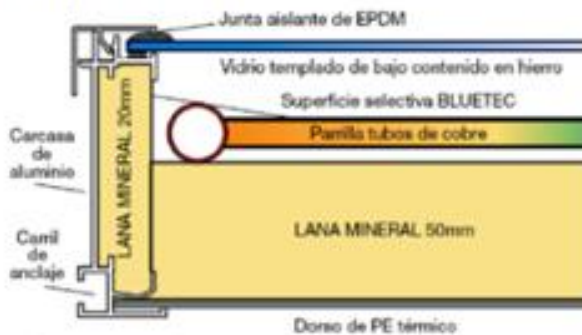 Junta aislante de EPDM
Vidrio templado de bajo contenido en hierro
Superficie selectiva BLUETEC
Parrilla tubos de cobre
Carcasa
de
aluminio
LANA MINERAL 20mm
LANA MINERAL 50mm
Carril
de
anclaje
Dorso de PE térmico